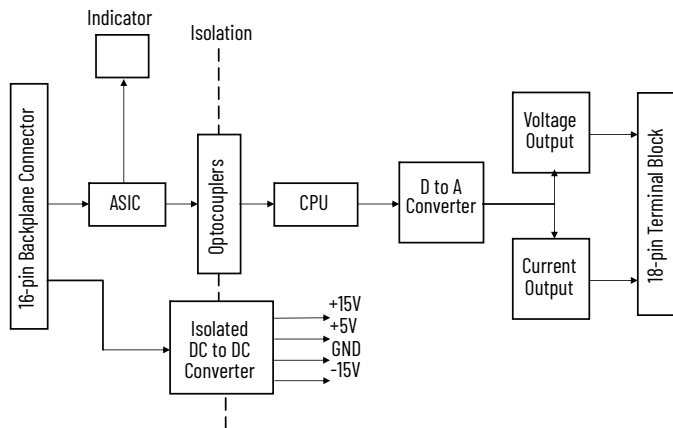 Indicator
Isolation
16-pin Backplane Connector
ASIC
Optocouplers
CPU
D to A
Converter
Voltage
Output
Current
Output
18-pin Terminal Block
Isolated
DC to DC
Converter
+15V
+5V
GND
-15V